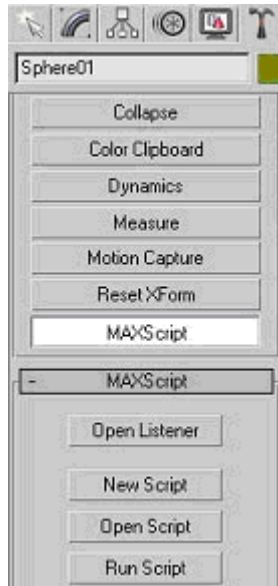 Sphere01
Collapse
Color Clipboard
Dynamics
Measure
Motion Capture
Reset XForm
MAXScript
- MAXScript
Open Listener
New Script
Open Script
Run Script